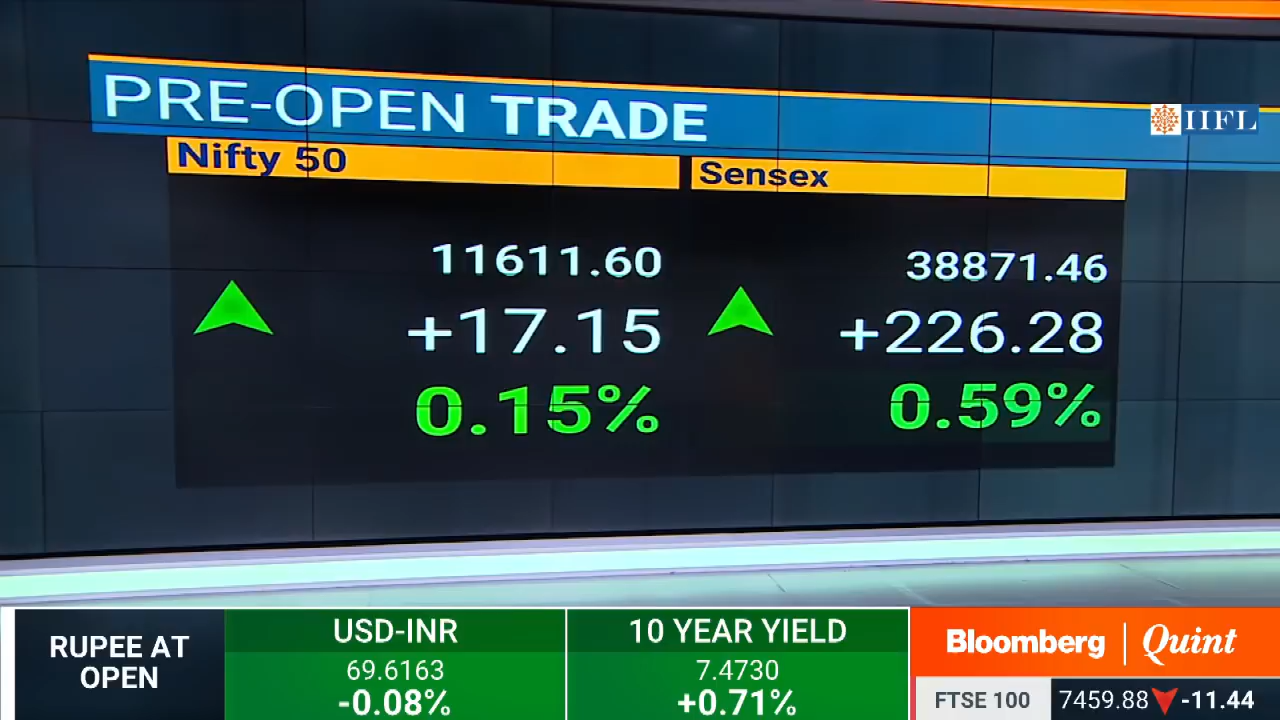 PRE-OPEN TRADE
IIFL
Nifty 50
11611.60
+17.15
0.15%
Sensex
38871.46
+226.28
0.59%
RUPEE AT
OPEN
USD-INR
69.6163
-0.08%
10 YEAR YIELD
7.4730
+0.71%
Bloomberg | Quint
FTSE 100 7459.88 -11.44